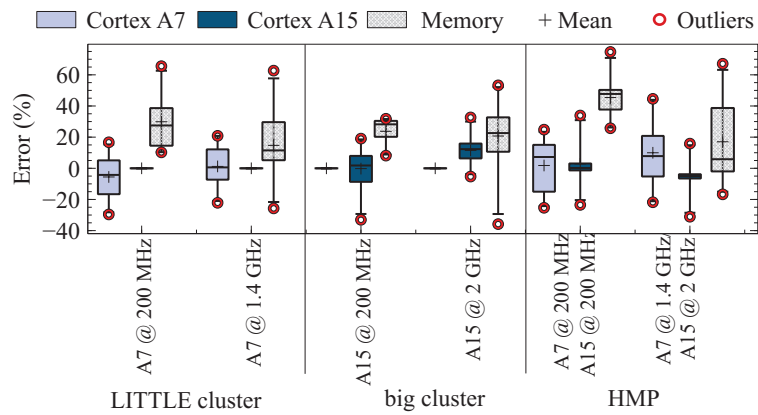 Cortex A7 Cortex A15 Memory + Mean Outliers
Error (%)
60
40
20
0
−20
−40
A7 @ 200 MHz
A7 @ 1.4 GHz
A15 @ 200 MHz
A15 @ 2 GHz
A7 @ 200 MHz/
A15 @ 200 MHz
A7 @ 1.4 GHz/
A15 @ 2 GHz
LITTLE cluster
big cluster
HMP